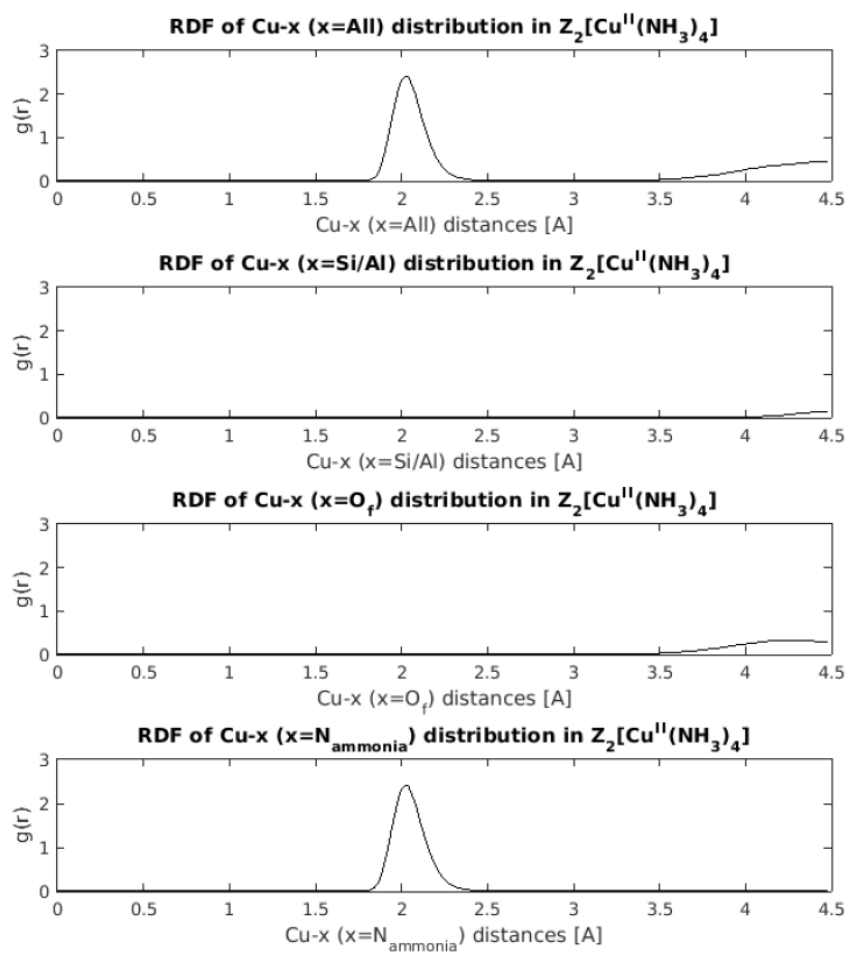 RDF of Cu-x (x=All) distribution in Z₂[Cuᴵᴵ(NH₃)₄]
3
2
1
0
g(r)
0 0.5 1 1.5 2 2.5 3 3.5 4 4.5
Cu-x (x=All) distances [A]
RDF of Cu-x (x=Si/Al) distribution in Z₂[Cuᴵᴵ(NH₃)₄]
3
2
1
0
g(r)
0 0.5 1 1.5 2 2.5 3 3.5 4 4.5
Cu-x (x=Si/Al) distances [A]
RDF of Cu-x (x=O_f) distribution in Z₂[Cuᴵᴵ(NH₃)₄]
3
2
1
0
g(r)
0 0.5 1 1.5 2 2.5 3 3.5 4 4.5
Cu-x (x=O_f) distances [A]
RDF of Cu-x (x=N_ammonia) distribution in Z₂[Cuᴵᴵ(NH₃)₄]
3
2
1
0
g(r)
0 0.5 1 1.5 2 2.5 3 3.5 4 4.5
Cu-x (x=N_ammonia) distances [A]